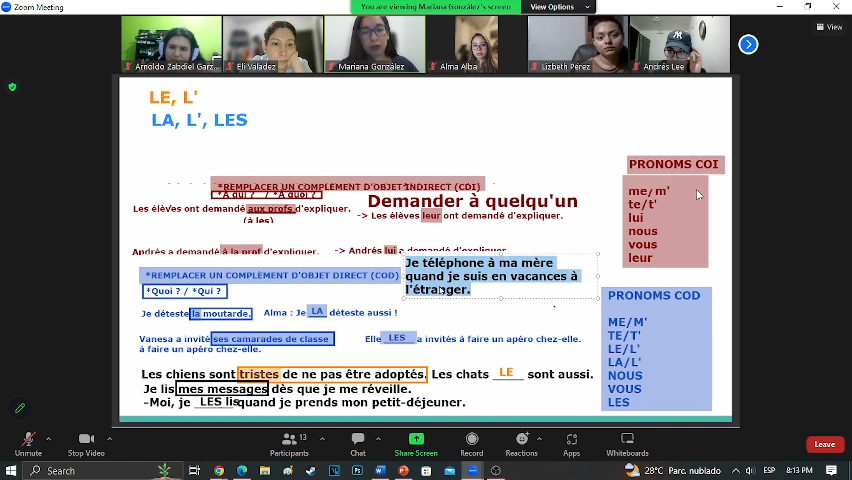 Zoom Meeting
You are viewing Mariana González's screen
View Options
View
Arnoldo Zabdiel Garz...
Eli Valadez
Mariana González
Alma Alba
Lizbeth Pérez
Andrés Lee
LE, L'
LA, L', LES
PRONOMS COI
me/m'
te/t'
lui
nous
vous
leur
*REMPLACER UN COMPLÉMENT D'OBJET INDIRECT (CDI)
*À qui ? / *À quoi ?
Demander à quelqu'un
Les élèves ont demandé aux profs d'expliquer.
-> Les élèves leur ont demandé d'expliquer.
(à les)
Andrés a demandé à la prof d'expliquer.
-> Andrés lui a demandé d'expliquer.
Je téléphone à ma mère
quand je suis en vacances à
l'étranger.
*REMPLACER UN COMPLÉMENT D'OBJET DIRECT (COD)
*Quoi ? / *Qui ?
PRONOMS COD
ME/M'
TE/T'
LE/L'
LA/L'
NOUS
VOUS
LES
Je déteste la moutarde.
Alma : Je LA déteste aussi !
Vanesa a invité ses camarades de classe
à faire un apéro chez-elle.
Elle LES a invités à faire un apéro chez-elle.
Les chiens sont tristes de ne pas être adoptés. Les chats LE sont aussi.
Je lis mes messages dès que je me réveille.
-Moi, je LES lis quand je prends mon petit-déjeuner.
Unmute
Stop Video
13
Participants
Chat
Share Screen
Record
Reactions
Apps
Whiteboards
Leave
Search
28°C Parc. nublado
ESP
8:13 PM